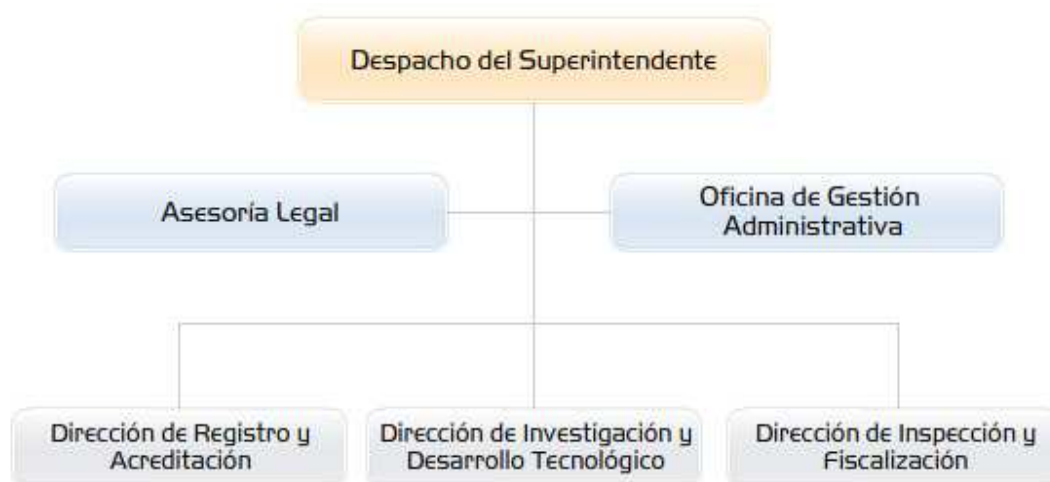 Despacho del Superintendente
Asesoría Legal
Oficina de Gestión
Administrativa
Dirección de Registro y
Acreditación
Dirección de Investigación y
Desarrollo Tecnológico
Dirección de Inspección y
Fiscalización